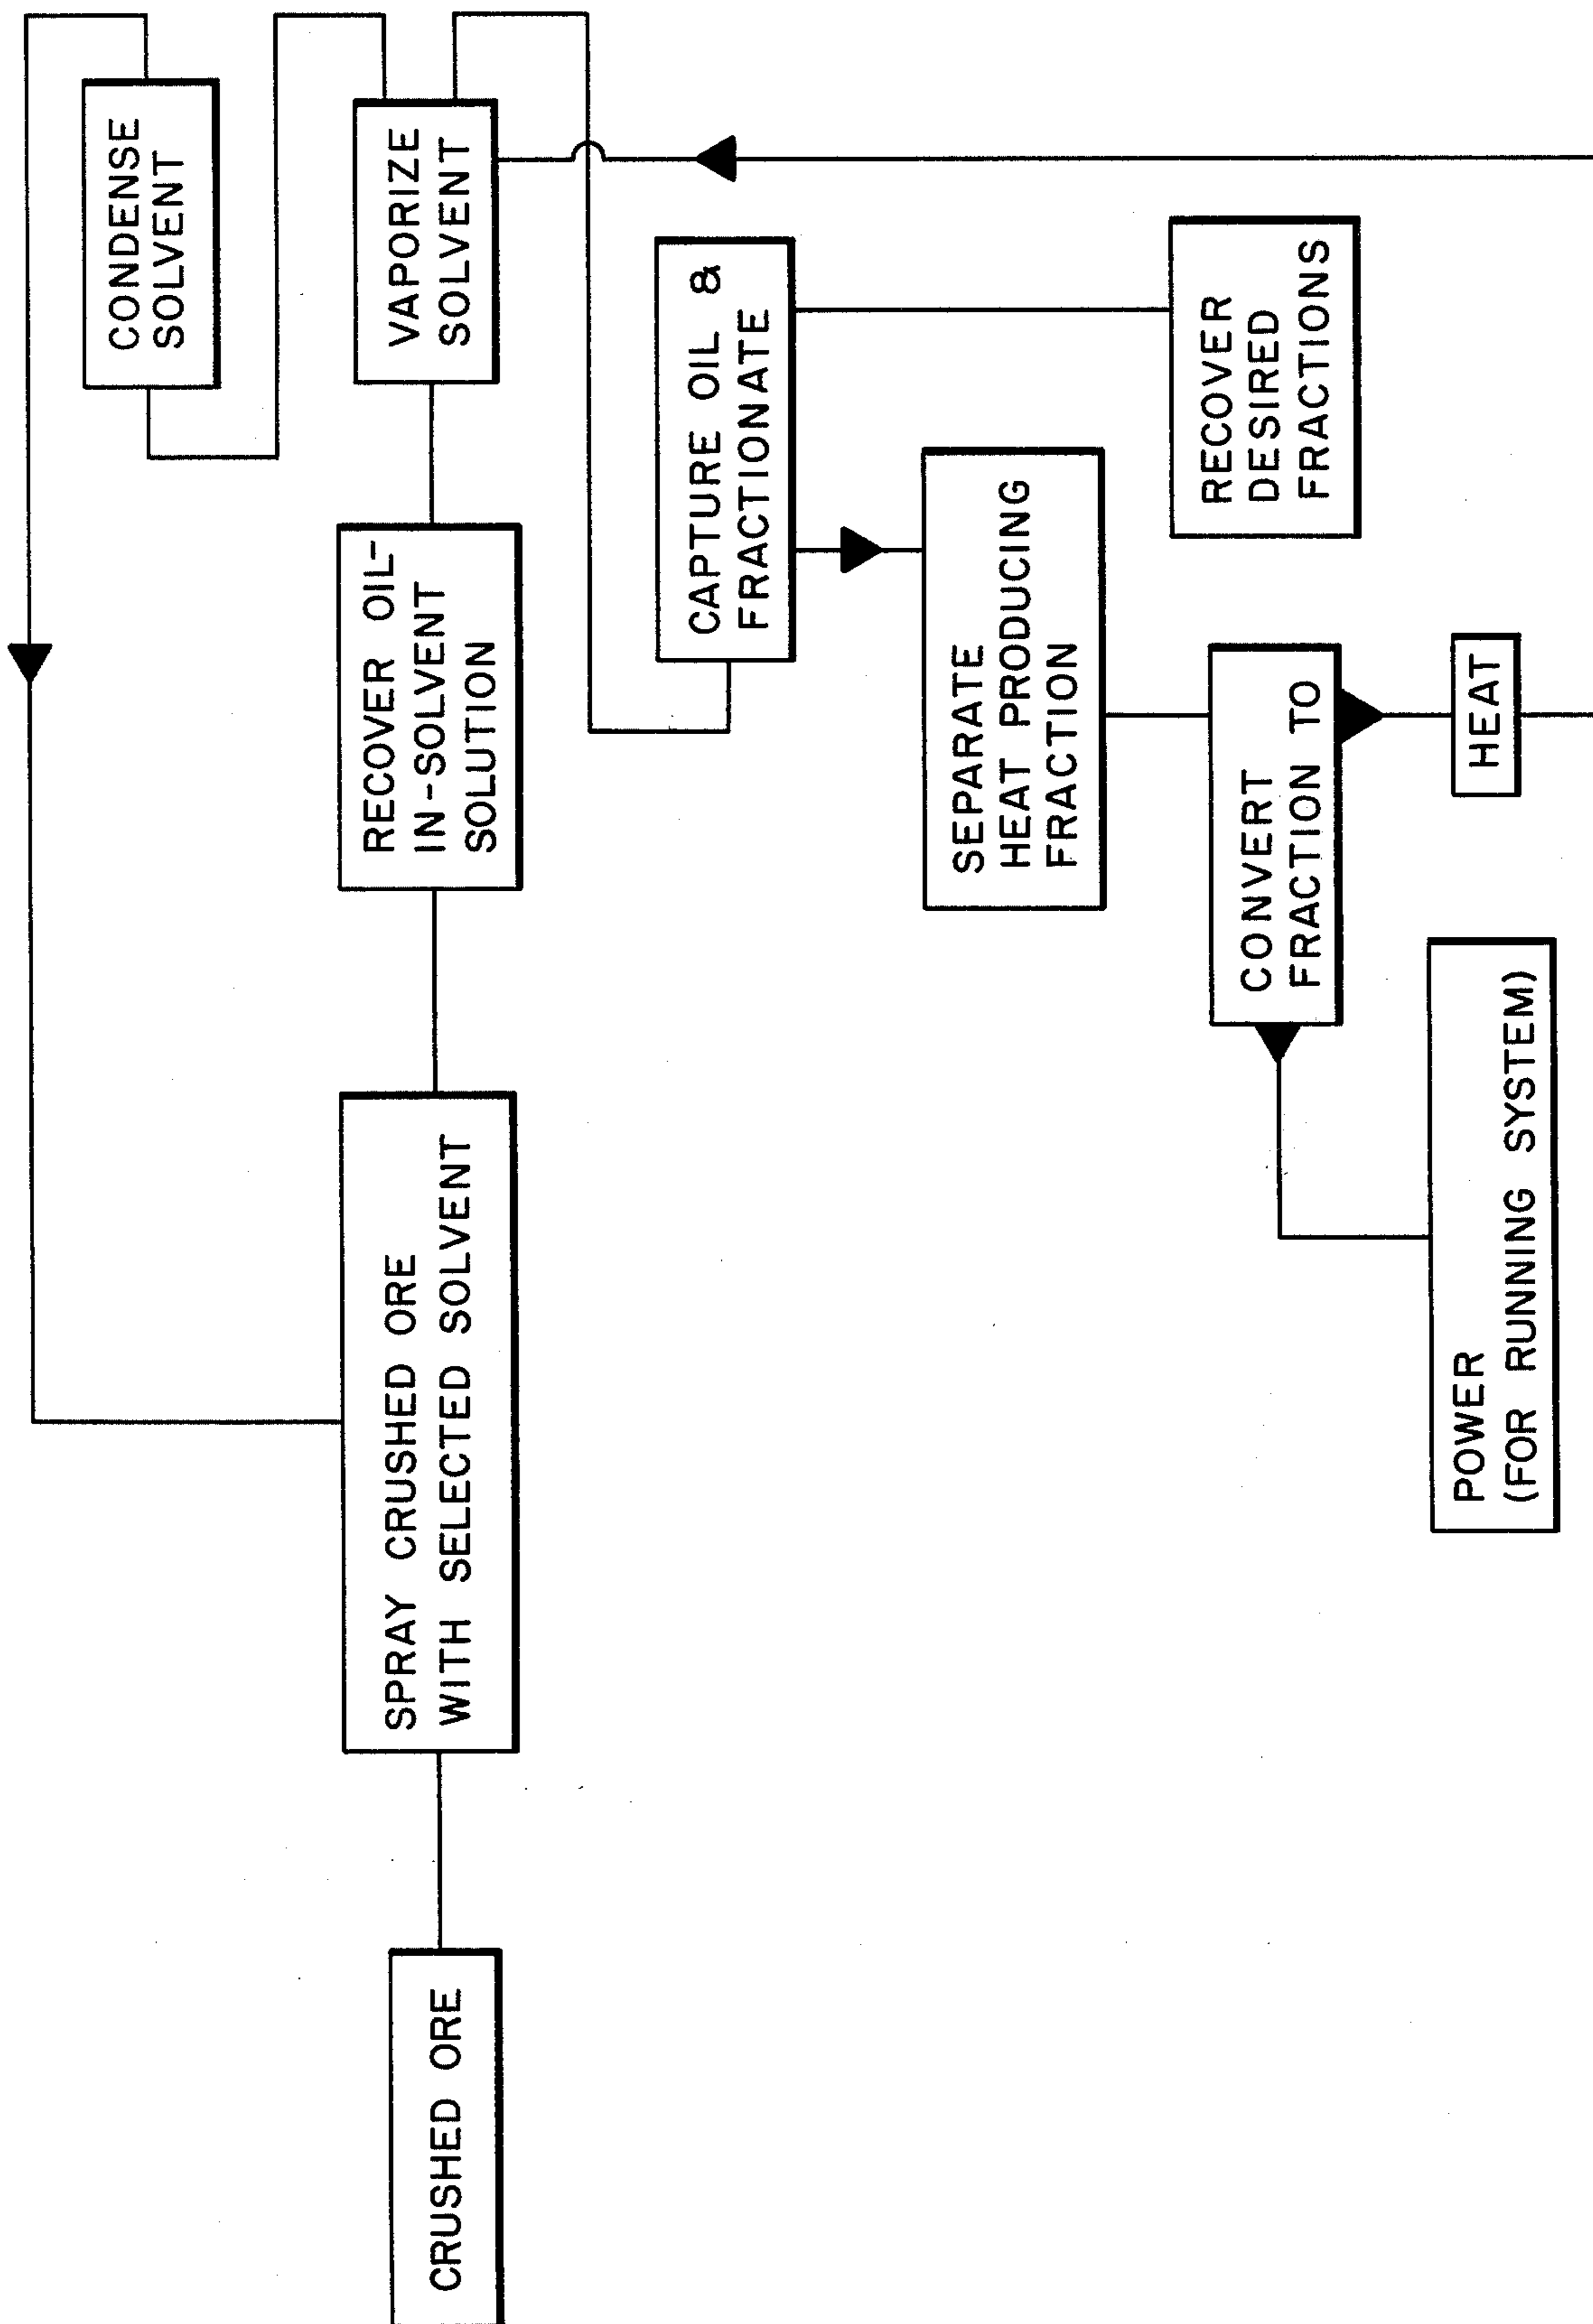 CRUSHED ORE
SPRAY CRUSHED ORE
WITH SELECTED SOLVENT
RECOVER OIL-
IN-SOLVENT
SOLUTION
VAPORIZE
SOLVENT
CONDENSE
SOLVENT
CAPTURE OIL &
FRACTIONATE
SEPARATE
HEAT PRODUCING
FRACTION
RECOVER
DESIRED
FRACTIONS
CONVERT
FRACTION TO
HEAT
POWER
(FOR RUNNING SYSTEM)